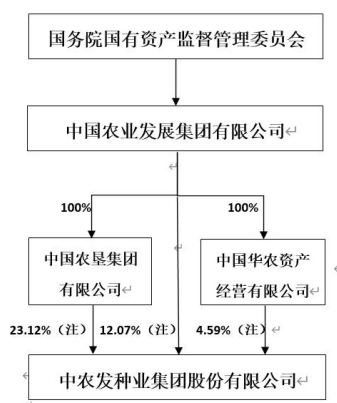 国务院国有资产监督管理委员会
中国农业发展集团有限公司
100%
100%
中国农垦集团
有限公司
中国华农资产
经营有限公司
23.12%（注）
12.07%（注）
4.59%（注）
中农发种业集团股份有限公司